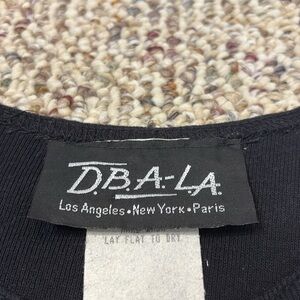 D.B.A-L.A.
Los Angeles • New York • Paris
LAY FLAT TO DRY